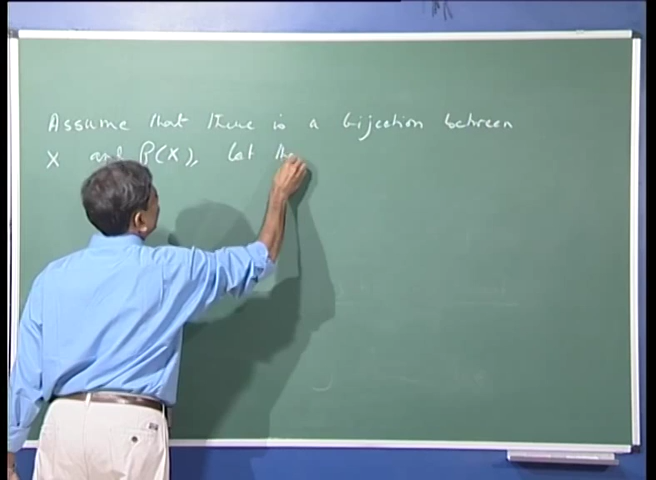 Assume that there is a bijection between
X and P(X), Let the